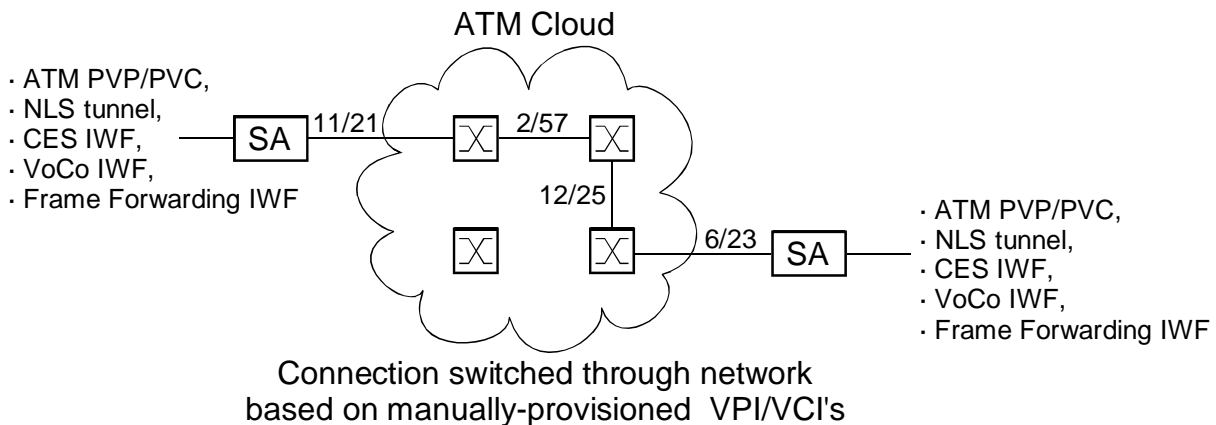 ATM Cloud
· ATM PVP/PVC,
· NLS tunnel,
· CES IWF,
· VoCo IWF,
· Frame Forwarding IWF
SA
11/21
2/57
12/25
6/23
SA
· ATM PVP/PVC,
· NLS tunnel,
· CES IWF,
· VoCo IWF,
· Frame Forwarding IWF
Connection switched through network
based on manually-provisioned VPI/VCI's